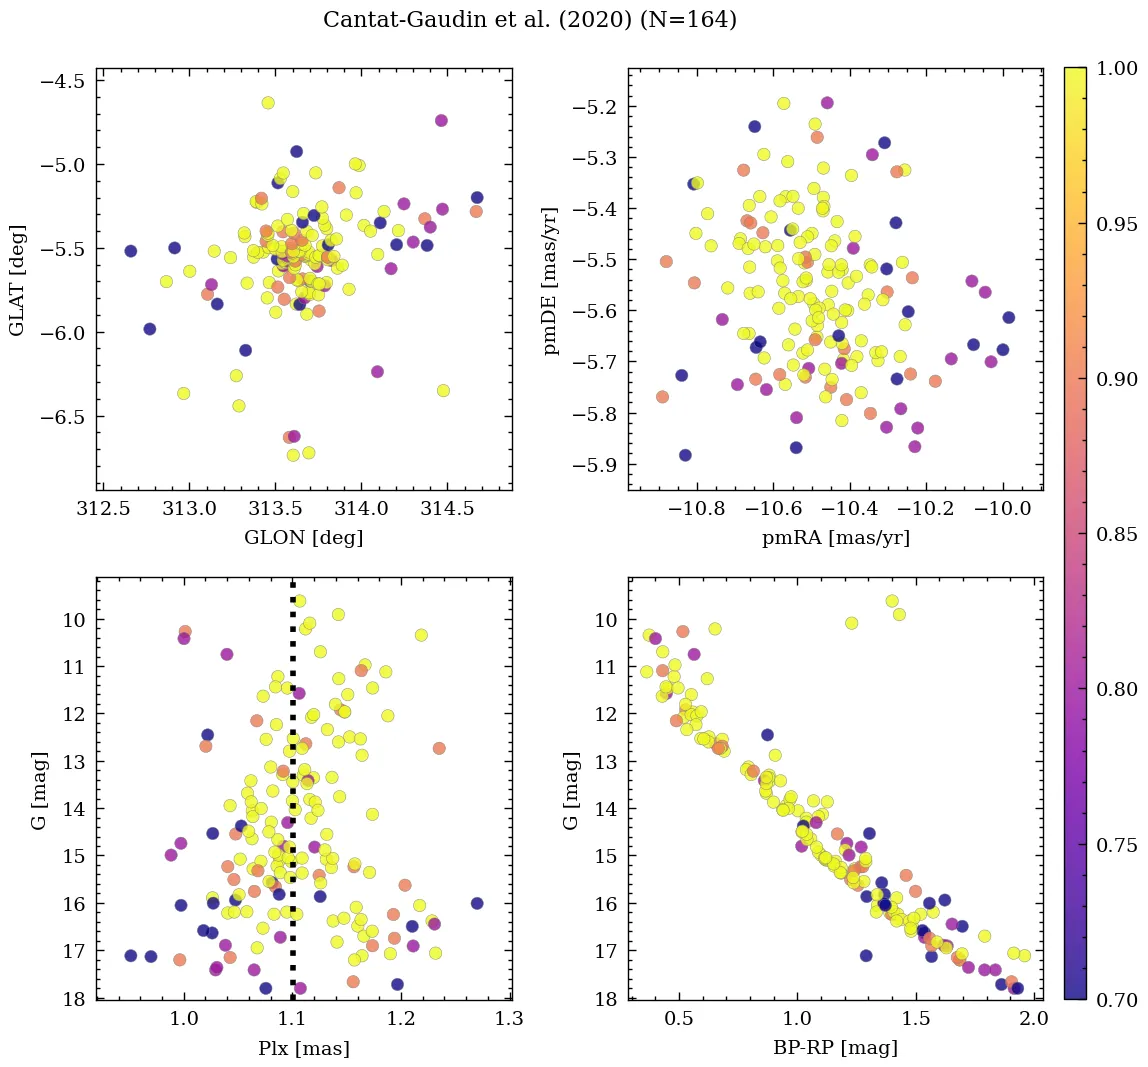 Cantat-Gaudin et al. (2020) (N=164)
−4.5
−5.0
−5.5
−6.0
−6.5
GLAT [deg]
312.5 313.0 313.5 314.0 314.5
GLON [deg]
−5.2
−5.3
−5.4
−5.5
−5.6
−5.7
−5.8
−5.9
pmDE [mas/yr]
−10.8 −10.6 −10.4 −10.2 −10.0
pmRA [mas/yr]
10
11
12
13
14
15
16
17
18
G [mag]
1.0 1.1 1.2 1.3
Plx [mas]
10
11
12
13
14
15
16
17
18
G [mag]
0.5 1.0 1.5 2.0
BP-RP [mag]
1.00
0.95
0.90
0.85
0.80
0.75
0.70